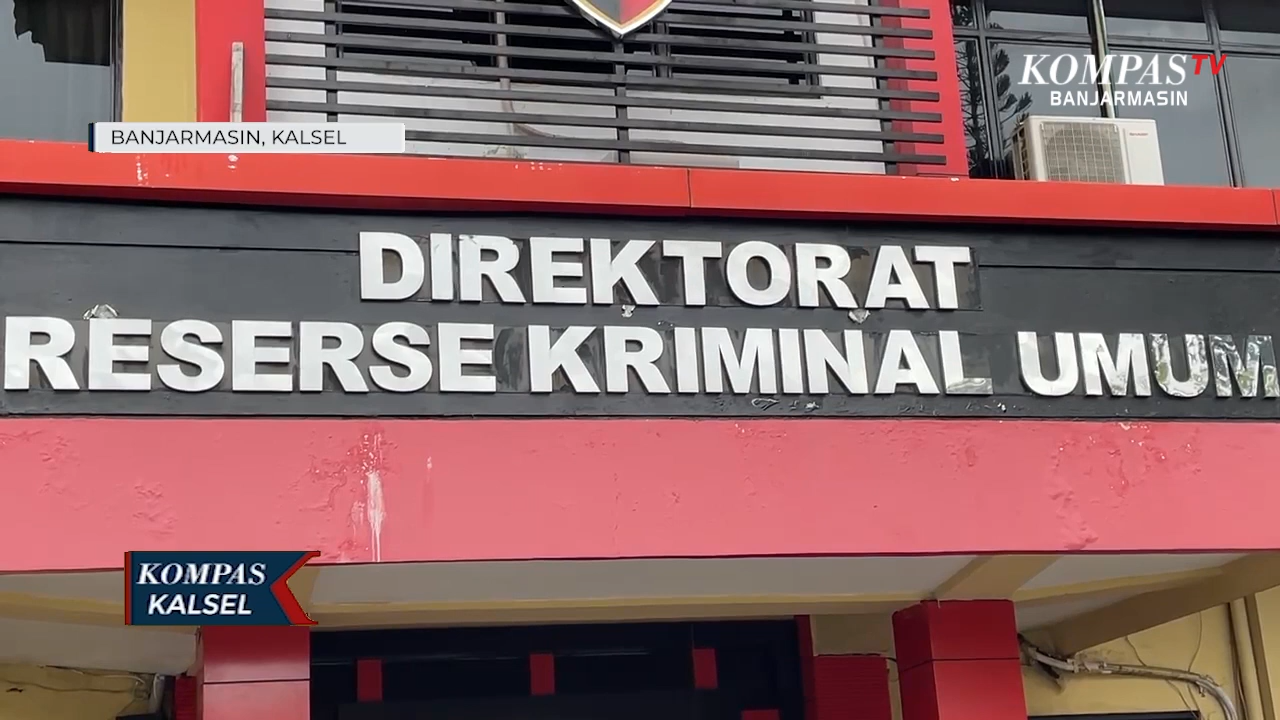 KOMPASTV
BANJARMASIN
BANJARMASIN, KALSEL
DIREKTORAT
RESERSE KRIMINAL UMUM
KOMPAS
KALSEL